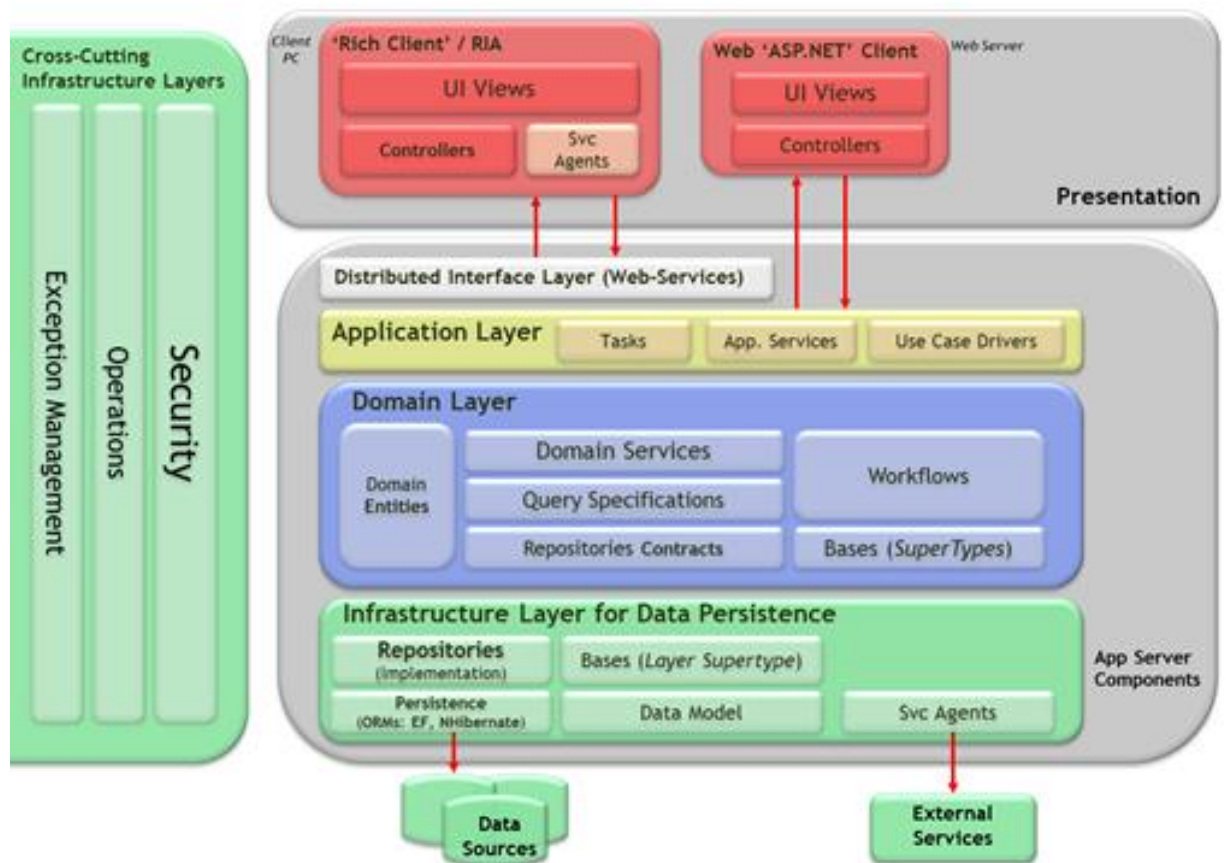 Cross-Cutting
Infrastructure Layers
Exception Management
Operations
Security
Client
PC
'Rich Client' / RIA
UI Views
Controllers
Svc
Agents
Web 'ASP.NET' Client
Web Server
UI Views
Controllers
Presentation
Distributed Interface Layer (Web-Services)
Application Layer
Tasks
App. Services
Use Case Drivers
Domain Layer
Domain
Entities
Domain Services
Query Specifications
Repositories Contracts
Workflows
Bases (SuperTypes)
Infrastructure Layer for Data Persistence
Repositories
(Implementation)
Bases (Layer Supertype)
Persistence
(ORMs: EF, NHibernate)
Data Model
Svc Agents
App Server
Components
Data
Sources
External
Services